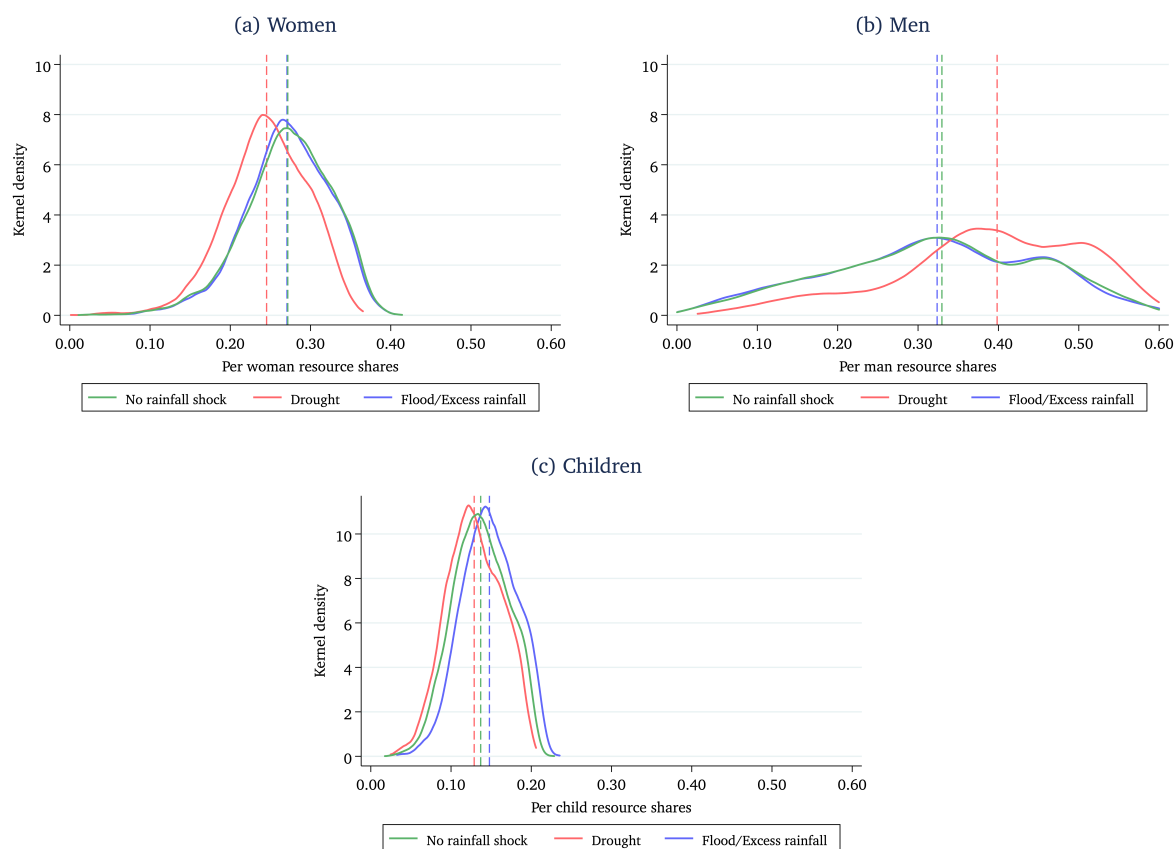 (a) Women
10
8
6
4
2
0
Kernel density
0.00 0.10 0.20 0.30 0.40 0.50 0.60
Per woman resource shares
No rainfall shock Drought Flood/Excess rainfall
(b) Men
10
8
6
4
2
0
Kernel density
0.00 0.10 0.20 0.30 0.40 0.50 0.60
Per man resource shares
No rainfall shock Drought Flood/Excess rainfall
(c) Children
10
8
6
4
2
0
Kernel density
0.00 0.10 0.20 0.30 0.40 0.50 0.60
Per child resource shares
No rainfall shock Drought Flood/Excess rainfall